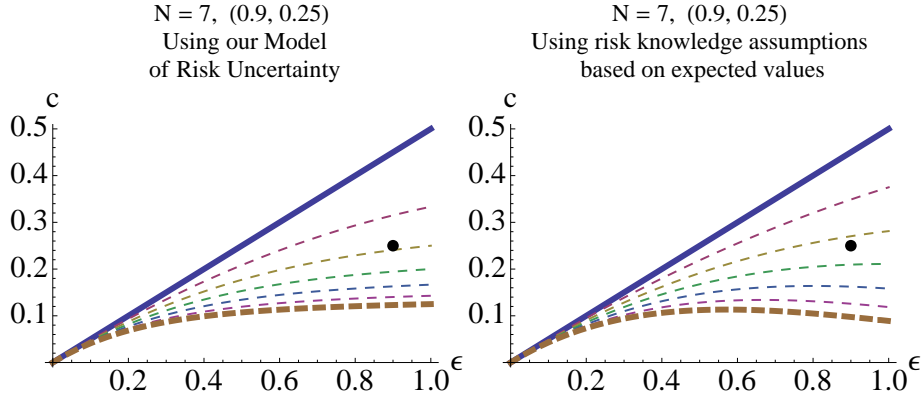 N = 7, (0.9, 0.25)
Using our Model
of Risk Uncertainty
c
0.5
0.4
0.3
0.2
0.1
0.2 0.4 0.6 0.8 1.0 ϵ
N = 7, (0.9, 0.25)
Using risk knowledge assumptions
based on expected values
c
0.5
0.4
0.3
0.2
0.1
0.2 0.4 0.6 0.8 1.0 ϵ